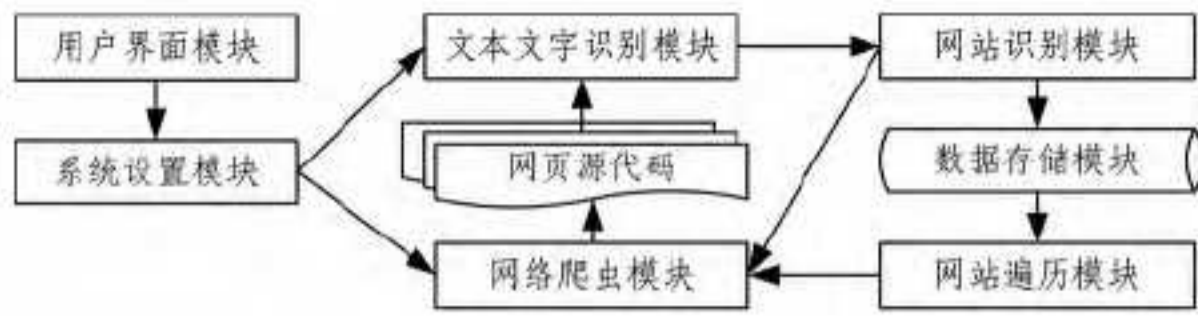 用户界面模块
文本文字识别模块
网站识别模块
系统设置模块
网页源代码
数据存储模块
网络爬虫模块
网站遍历模块